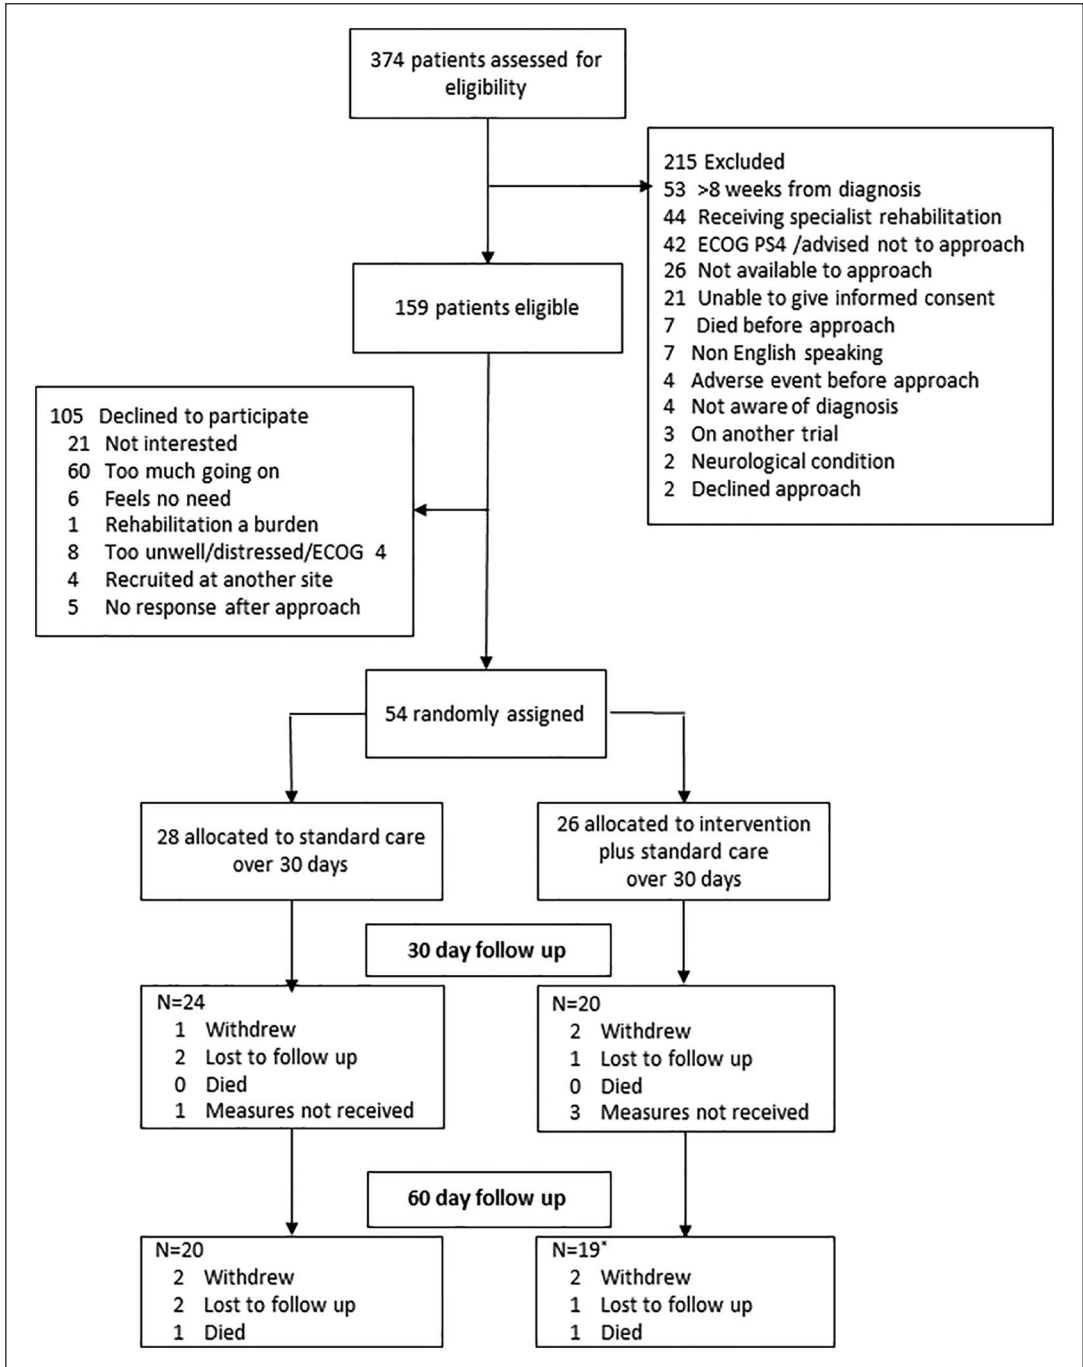 374 patients assessed for
eligibility
215 Excluded
53 >8 weeks from diagnosis
44 Receiving specialist rehabilitation
42 ECOG PS4 /advised not to approach
26 Not available to approach
21 Unable to give informed consent
7 Died before approach
7 Non English speaking
4 Adverse event before approach
4 Not aware of diagnosis
3 On another trial
2 Neurological condition
2 Declined approach
159 patients eligible
105 Declined to participate
21 Not interested
60 Too much going on
6 Feels no need
1 Rehabilitation a burden
8 Too unwell/distressed/ECOG 4
4 Recruited at another site
5 No response after approach
54 randomly assigned
28 allocated to standard care
over 30 days
26 allocated to intervention
plus standard care
over 30 days
30 day follow up
N=24
1 Withdrew
2 Lost to follow up
0 Died
1 Measures not received
N=20
2 Withdrew
1 Lost to follow up
0 Died
3 Measures not received
60 day follow up
N=20
2 Withdrew
2 Lost to follow up
1 Died
N=19*
2 Withdrew
1 Lost to follow up
1 Died